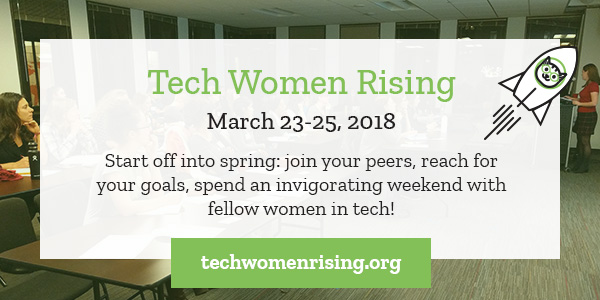 Tech Women Rising
March 23-25, 2018
Start off into spring: join your peers, reach for
your goals, spend an invigorating weekend with
fellow women in tech!
techwomenrising.org